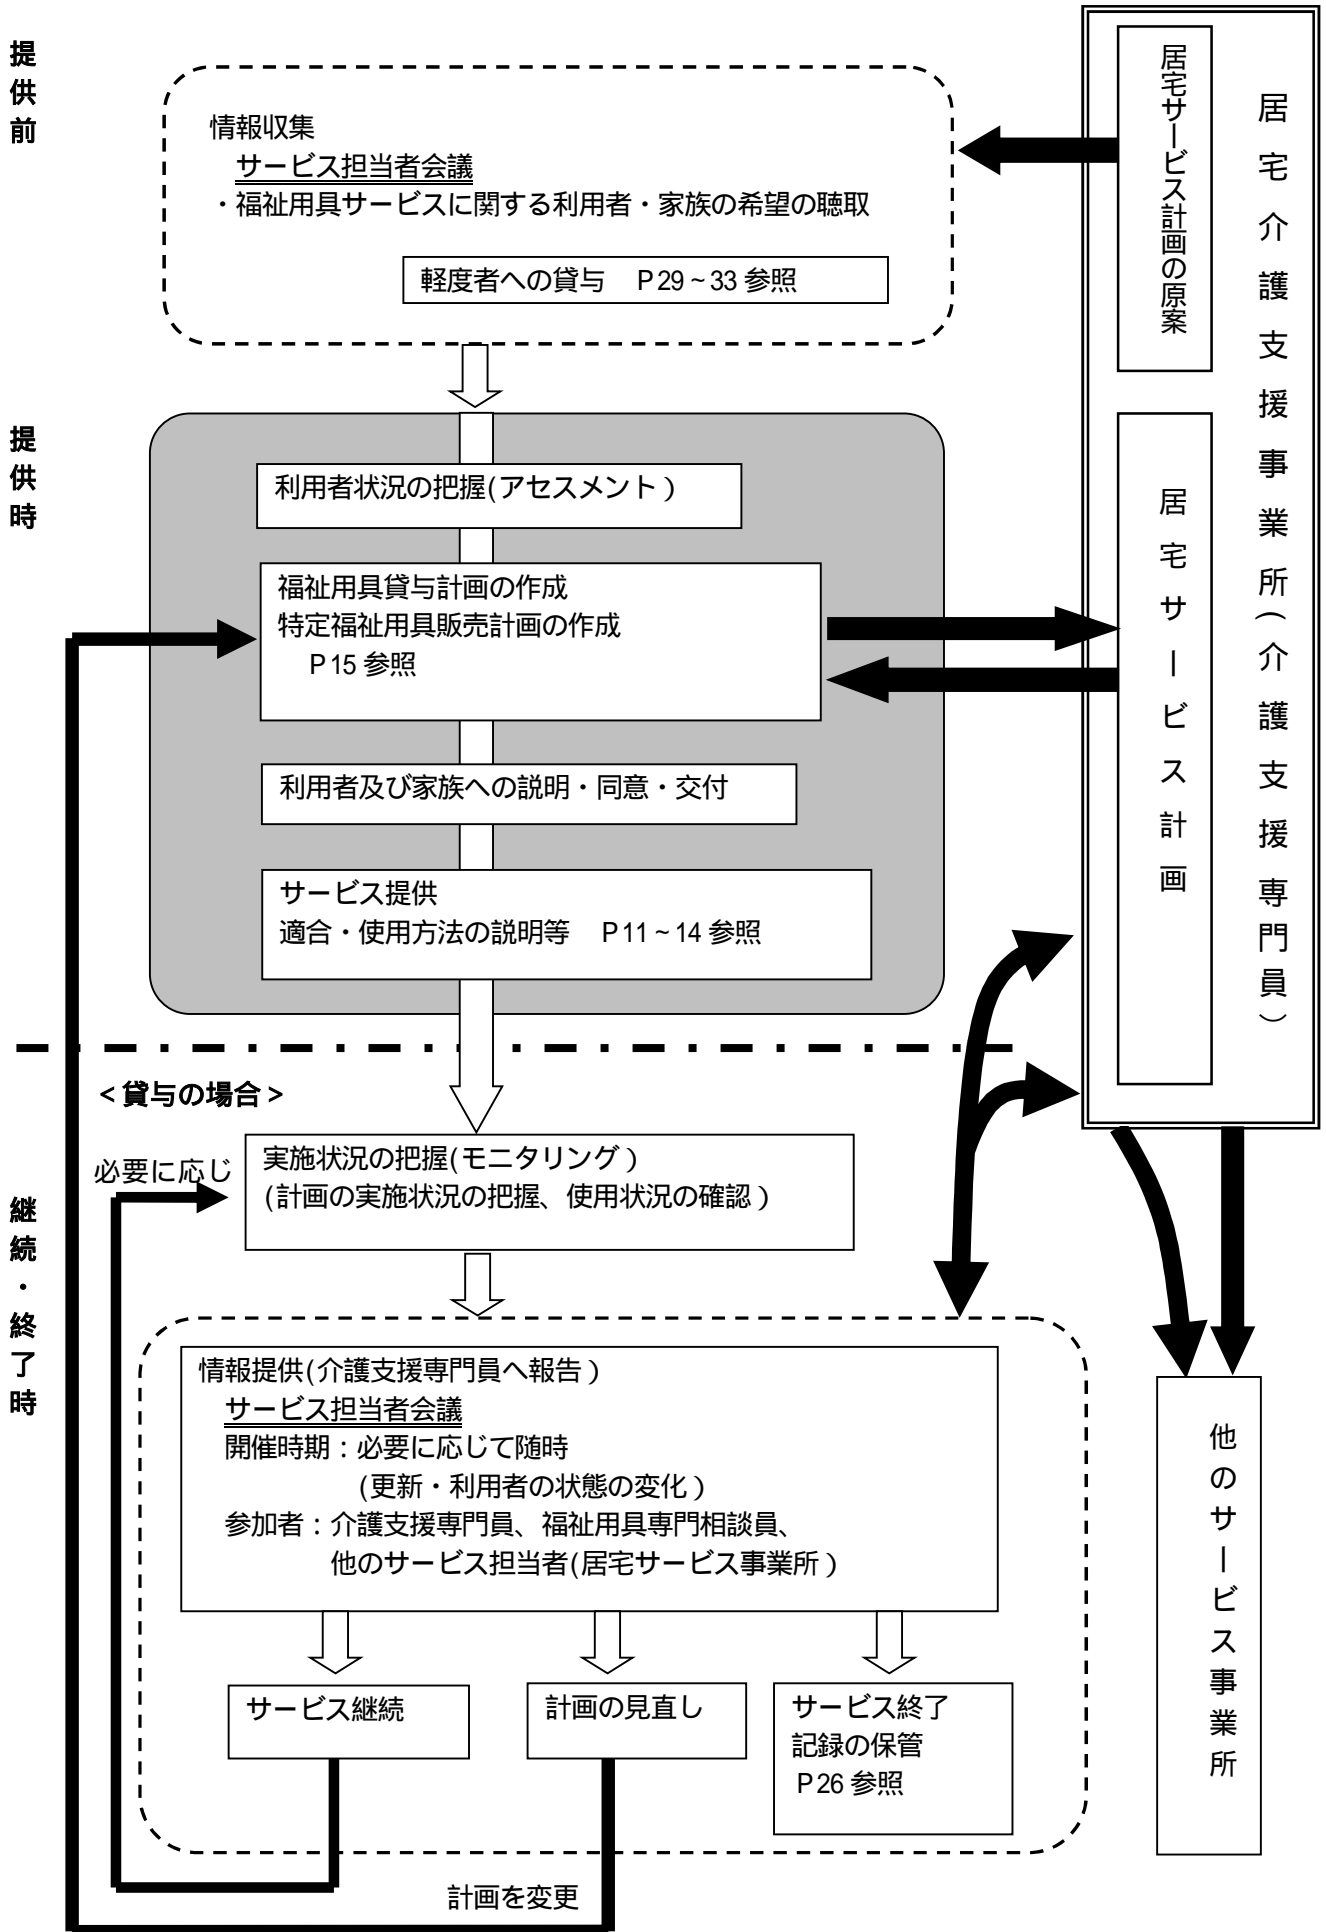 提供前
情報収集
サービス担当者会議
・福祉用具サービスに関する利用者・家族の希望の聴取
軽度者への貸与 P29~33 参照
居宅サービス計画の原案
居宅介護支援事業所(介護支援専門員)
提供時
利用者状況の把握(アセスメント)
福祉用具貸与計画の作成
特定福祉用具販売計画の作成
P15 参照
利用者及び家族への説明・同意・交付
サービス提供
適合・使用方法の説明等 P11~14 参照
居宅サービス計画
<貸与の場合>
必要に応じ
継続・終了時
実施状況の把握(モニタリング)
(計画の実施状況の把握、使用状況の確認)
情報提供(介護支援専門員へ報告)
サービス担当者会議
開催時期:必要に応じて随時
(更新・利用者の状態の変化)
参加者:介護支援専門員、福祉用具専門相談員、
他のサービス担当者(居宅サービス事業所)
サービス継続
計画の見直し
サービス終了
記録の保管
P26 参照
他のサービス事業所
計画を変更